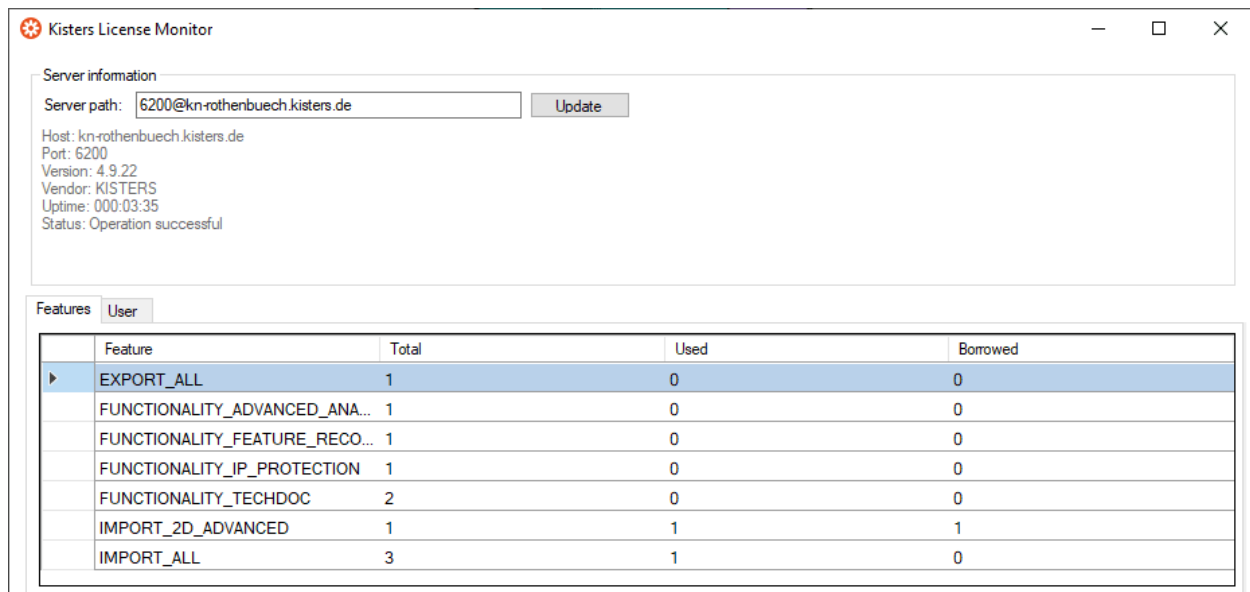 Kisters License Monitor
Server information
Server path: 6200@kn-rothenbuech.kisters.de Update
Host: kn-rothenbuech.kisters.de
Port: 6200
Version: 4.9.22
Vendor: KISTERS
Uptime: 000:03:35
Status: Operation successful
Features User
Feature Total Used Borrowed
EXPORT_ALL 1 0 0
FUNCTIONALITY_ADVANCED_ANA... 1 0 0
FUNCTIONALITY_FEATURE_RECO... 1 0 0
FUNCTIONALITY_IP_PROTECTION 1 0 0
FUNCTIONALITY_TECHDOC 2 0 0
IMPORT_2D_ADVANCED 1 1 1
IMPORT_ALL 3 1 0